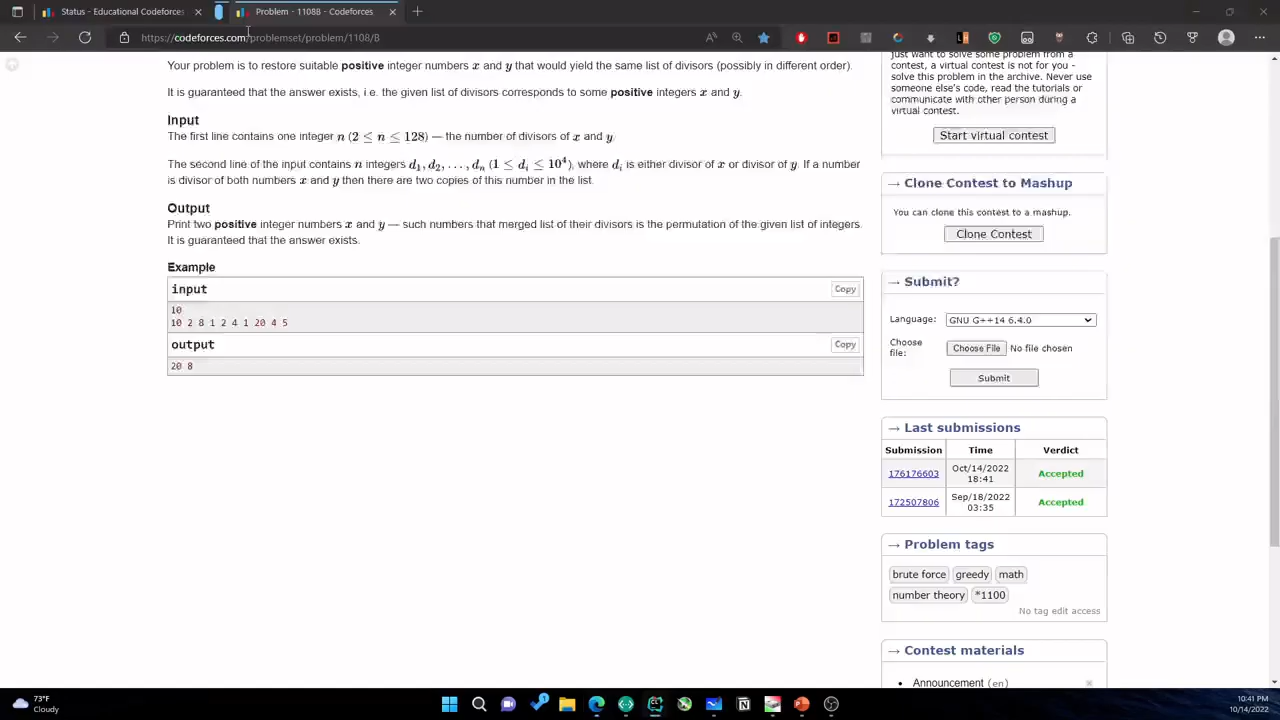 Status - Educational Codeforces
Problem - 1108B - Codeforces
https://codeforces.com/problemset/problem/1108/B
Your problem is to restore suitable positive integer numbers x and y that would yield the same list of divisors (possibly in different order).
It is guaranteed that the answer exists, i.e. the given list of divisors corresponds to some positive integers x and y.
Input
The first line contains one integer n (2 ≤ n ≤ 128) — the number of divisors of x and y.
The second line of the input contains n integers d1, d2, . . . , dn (1 ≤ di ≤ 10^4), where di is either divisor of x or divisor of y. If a number
is divisor of both numbers x and y then there are two copies of this number in the list.
Output
Print two positive integer numbers x and y — such numbers that merged list of their divisors is the permutation of the given list of integers.
It is guaranteed that the answer exists.
Example
input
Copy
10
10 2 8 1 2 4 1 20 4 5
output
Copy
20 8
just want to solve some problem from a
contest, a virtual contest is not for you -
solve this problem in the archive. Never use
someone else's code, read the tutorials or
communicate with other person during a
virtual contest.
Start virtual contest
→ Clone Contest to Mashup
You can clone this contest to a mashup.
Clone Contest
→ Submit?
Language: GNU G++14 6.4.0
Choose file: Choose File No file chosen
Submit
→ Last submissions
Submission Time Verdict
176176603 Oct/14/2022 18:41 Accepted
172507806 Sep/18/2022 03:35 Accepted
→ Problem tags
brute force greedy math
number theory *1100
No tag edit access
→ Contest materials
• Announcement (en)
73°F
Cloudy
10:41 PM
10/14/2022